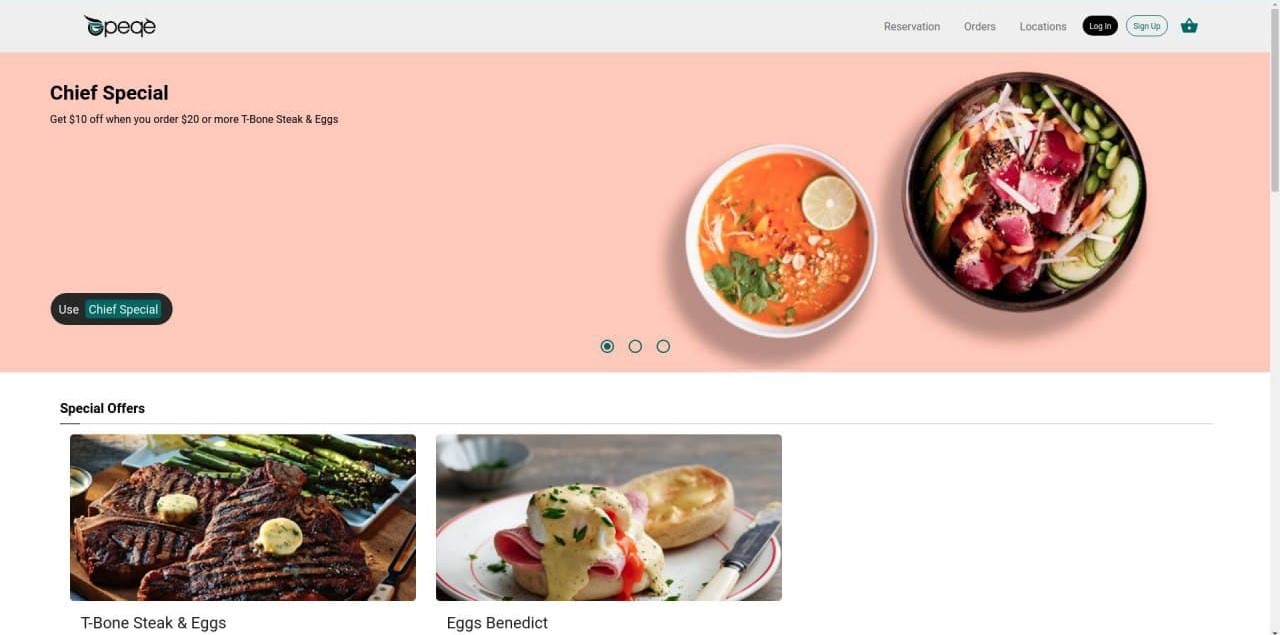 Gpeqè
Reservation
Orders
Locations
Log In
Sign Up
Chief Special
Get $10 off when you order $20 or more T-Bone Steak & Eggs
Use Chief Special
Special Offers
T-Bone Steak & Eggs
Eggs Benedict